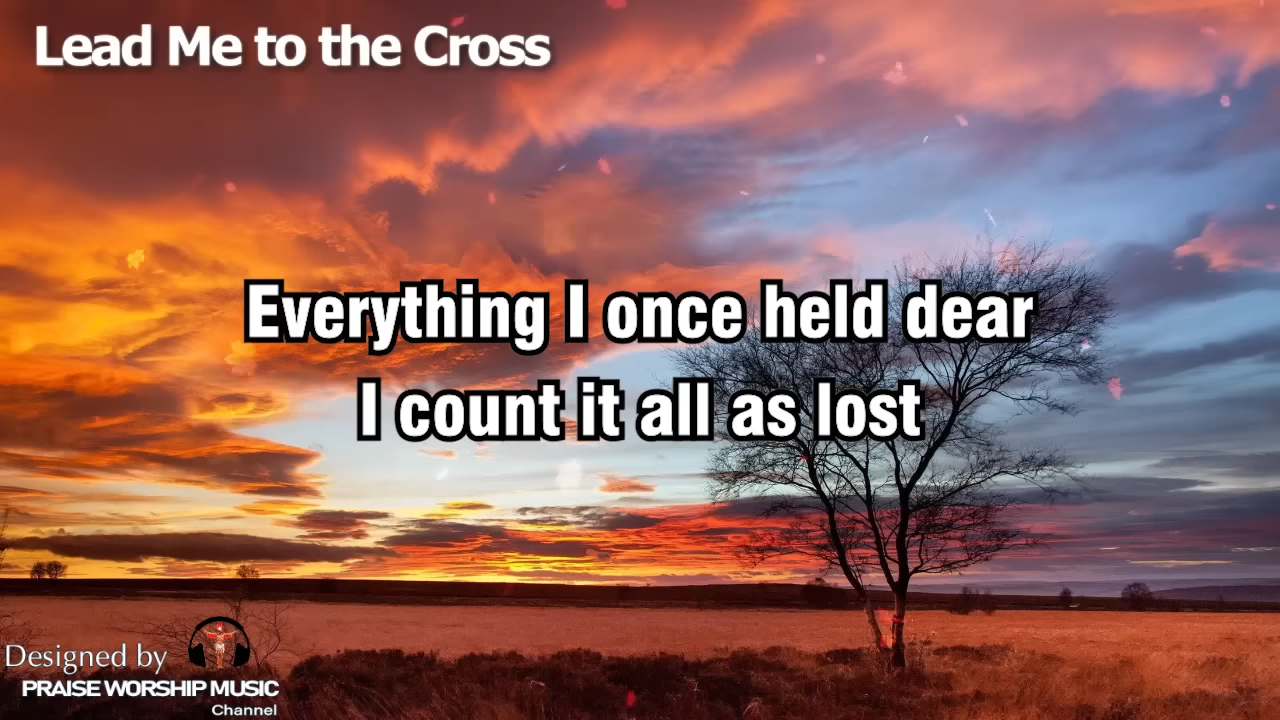 Lead Me to the Cross
Everything I once held dear
I count it all as lost
Designed by
PRAISE WORSHIP MUSIC
Channel